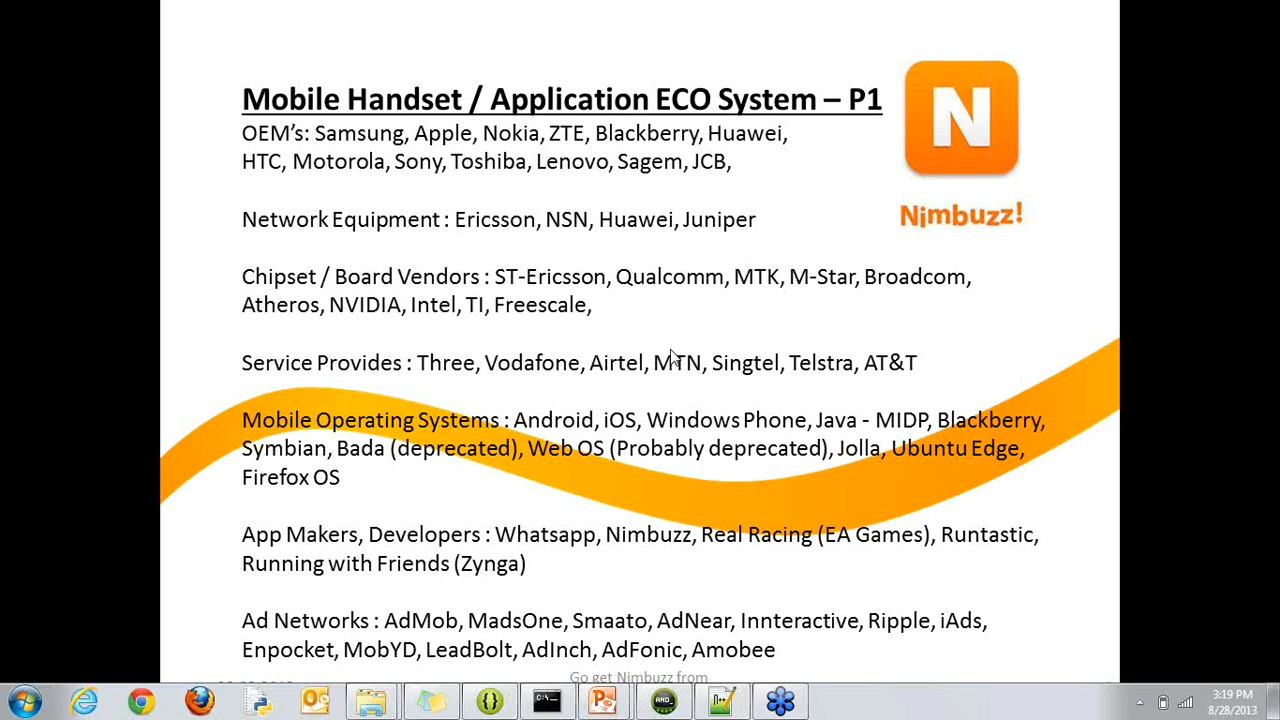 Mobile Handset / Application ECO System – P1
OEM's: Samsung, Apple, Nokia, ZTE, Blackberry, Huawei,
HTC, Motorola, Sony, Toshiba, Lenovo, Sagem, JCB,
N
Nimbuzz!
Network Equipment : Ericsson, NSN, Huawei, Juniper
Chipset / Board Vendors : ST-Ericsson, Qualcomm, MTK, M-Star, Broadcom,
Atheros, NVIDIA, Intel, TI, Freescale,
Service Provides : Three, Vodafone, Airtel, MTN, Singtel, Telstra, AT&T
Mobile Operating Systems : Android, iOS, Windows Phone, Java - MIDP, Blackberry,
Symbian, Bada (deprecated), Web OS (Probably deprecated), Jolla, Ubuntu Edge,
Firefox OS
App Makers, Developers : Whatsapp, Nimbuzz, Real Racing (EA Games), Runtastic,
Running with Friends (Zynga)
Ad Networks : AdMob, MadsOne, Smaato, AdNear, Innteractive, Ripple, iAds,
Enpocket, MobYD, LeadBolt, AdInch, AdFonic, Amobee
Go get Nimbuzz from
3:19 PM
8/28/2013